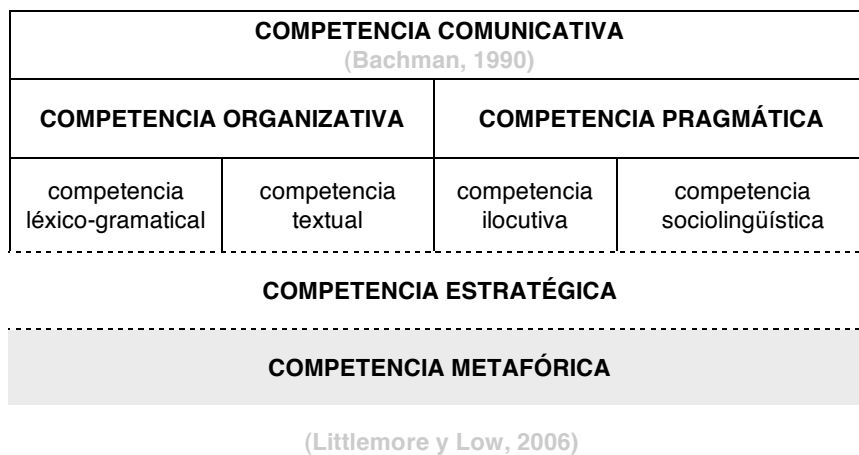 COMPETENCIA COMUNICATIVA
(Bachman, 1990)
COMPETENCIA ORGANIZATIVA
COMPETENCIA PRAGMÁTICA
competencia
léxico-gramatical
competencia
textual
competencia
ilocutiva
competencia
sociolingüística
COMPETENCIA ESTRATÉGICA
COMPETENCIA METAFÓRICA
(Littlemore y Low, 2006)